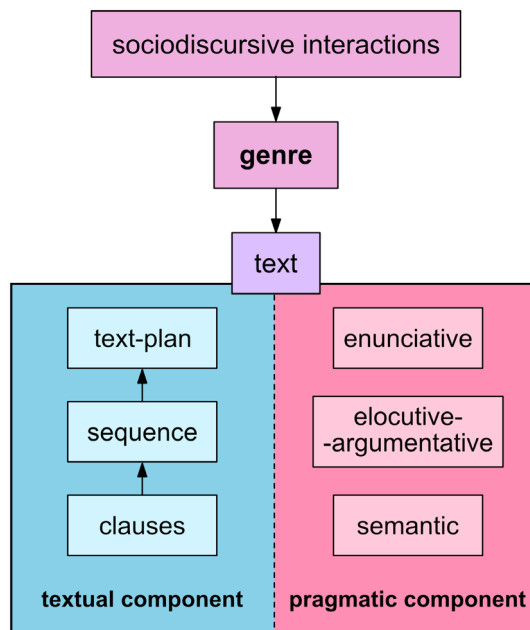 sociodiscursive interactions
genre
text
text-plan
sequence
clauses
textual component
enunciative
elocutive-
-argumentative
semantic
pragmatic component